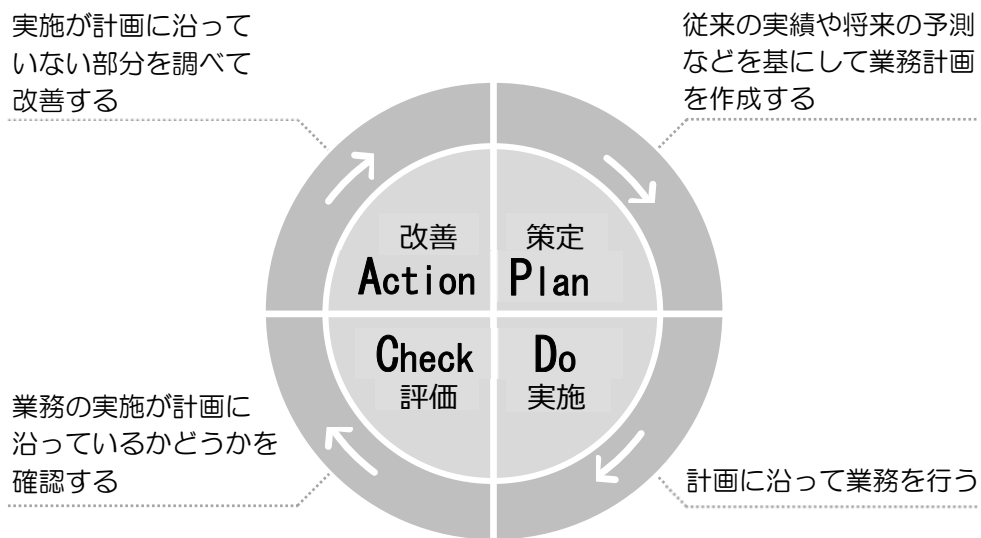 実施が計画に沿って
いない部分を調べて
改善する
従来の実績や将来の予測
などを基にして業務計画
を作成する
改善
Action
策定
Plan
Check
評価
Do
実施
業務の実施が計画に
沿っているかどうかを
確認する
計画に沿って業務を行う